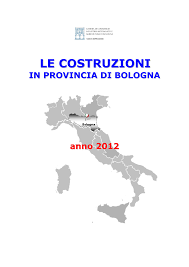 LE COSTRUZIONI
IN PROVINCIA DI BOLOGNA
Bologna
anno 2012